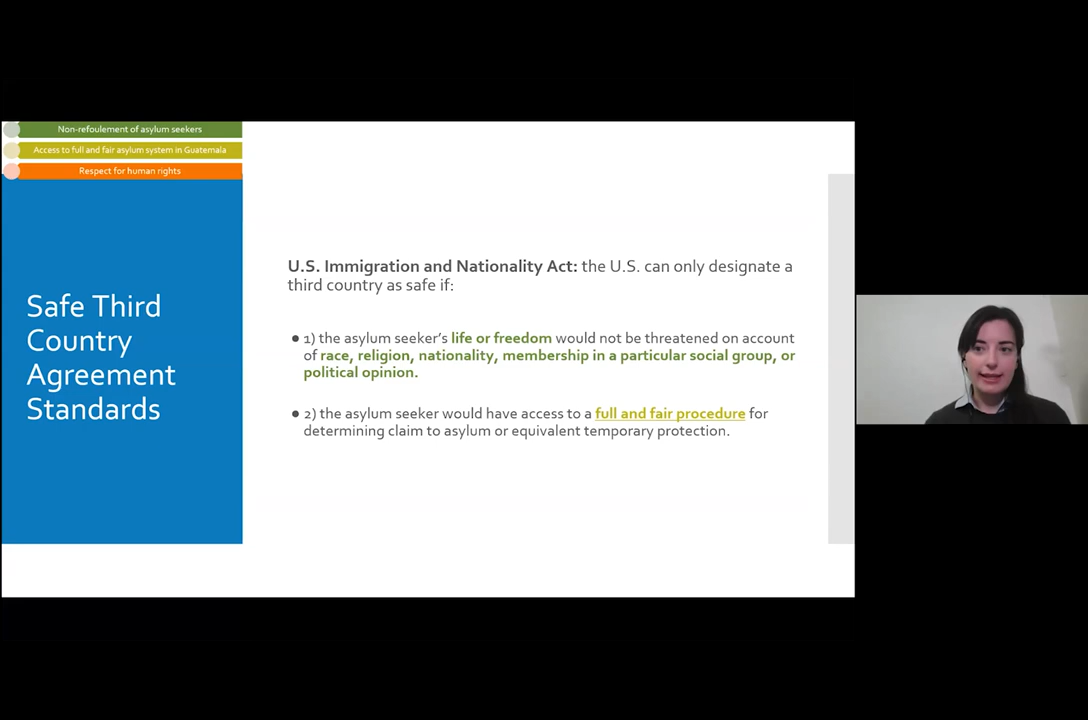 Non-refoulement of asylum seekers
Access to full and fair asylum system in Guatemala
Respect for human rights
Safe Third
Country
Agreement
Standards
U.S. Immigration and Nationality Act: the U.S. can only designate a
third country as safe if:
● 1) the asylum seeker’s life or freedom would not be threatened on account
of race, religion, nationality, membership in a particular social group, or
political opinion.
● 2) the asylum seeker would have access to a full and fair procedure for
determining claim to asylum or equivalent temporary protection.